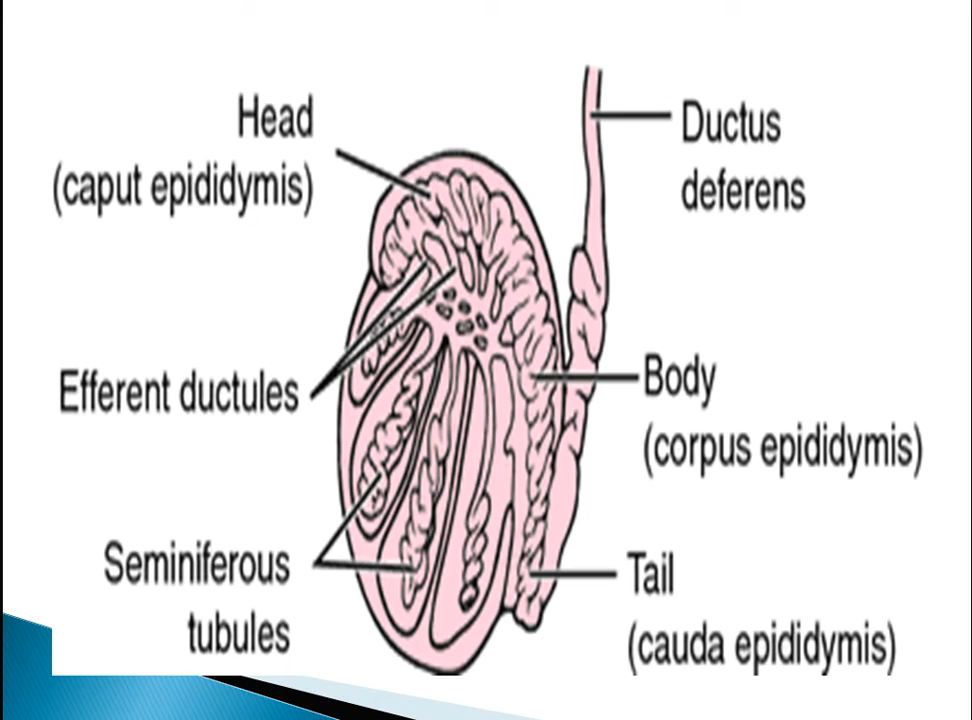 Head
(caput epididymis)
Ductus
deferens
Efferent ductules
Body
(corpus epididymis)
Seminiferous
tubules
Tail
(cauda epididymis)